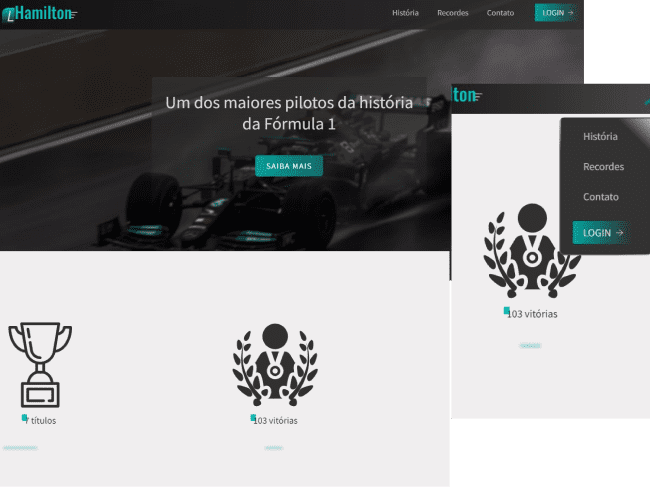 LHamilton
História
Recordes
Contato
LOGIN →
Um dos maiores pilotos da história
da Fórmula 1
SAIBA MAIS
7 títulos
103 vitórias
ton
História
Recordes
Contato
LOGIN →
103 vitórias